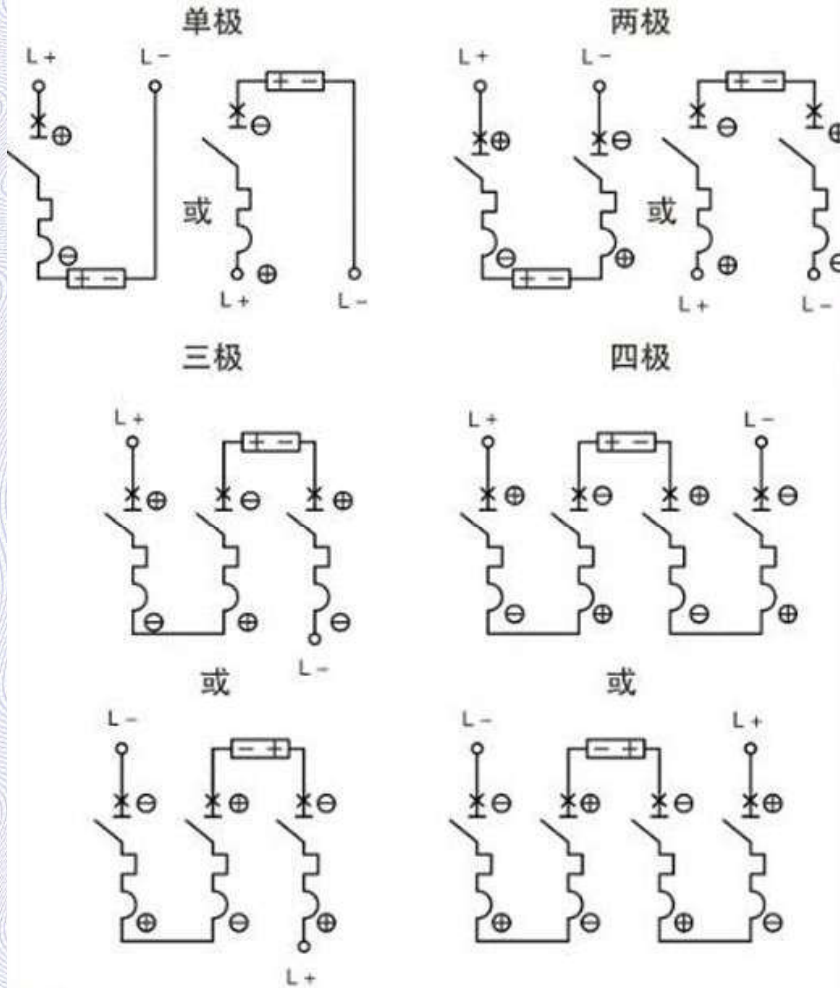 单极
两极
L+ L-
L+ L-
⊕ ⊖
+ -
⊕ ⊖
+ -
⊖ ⊕
或
或
⊖
⊕
⊖ ⊕
⊕ ⊖
+ -
L+ L-
+ -
L+ L-
三极
四极
L+
L+ L-
+ -
+ -
⊕ ⊖ ⊕
⊕ ⊖ ⊕ ⊖
⊖ ⊕ ⊖
⊖ ⊕ ⊖ ⊕
L-
或
或
L-
L- L+
- +
- +
⊖ ⊕ ⊖
⊖ ⊕ ⊖ ⊕
⊕ ⊖ ⊕
⊕ ⊖ ⊕ ⊖
L+